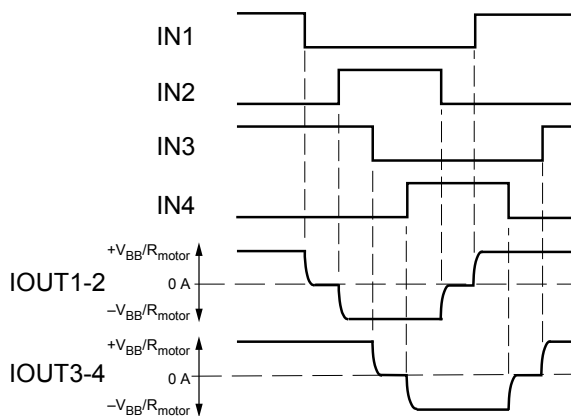 IN1
IN2
IN3
IN4
+VBB/Rmotor
IOUT1-2
0 A
–VBB/Rmotor
+VBB/Rmotor
IOUT3-4
0 A
–VBB/Rmotor